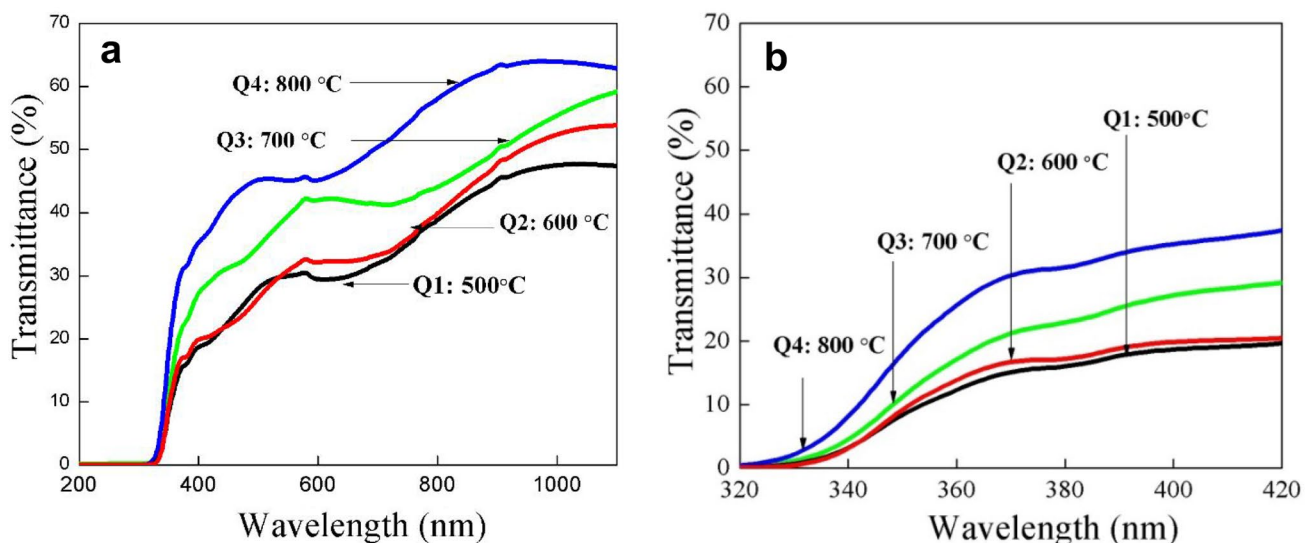 a
70
60
50
40
30
20
10
0
Transmittance (%)
Q4: 800 °C
Q3: 700 °C
Q2: 600 °C
Q1: 500°C
200 400 600 800 1000
Wavelength (nm)
b
70
60
50
40
30
20
10
0
Transmittance (%)
Q1: 500°C
Q2: 600 °C
Q3: 700 °C
Q4: 800 °C
320 340 360 380 400 420
Wavelength (nm)